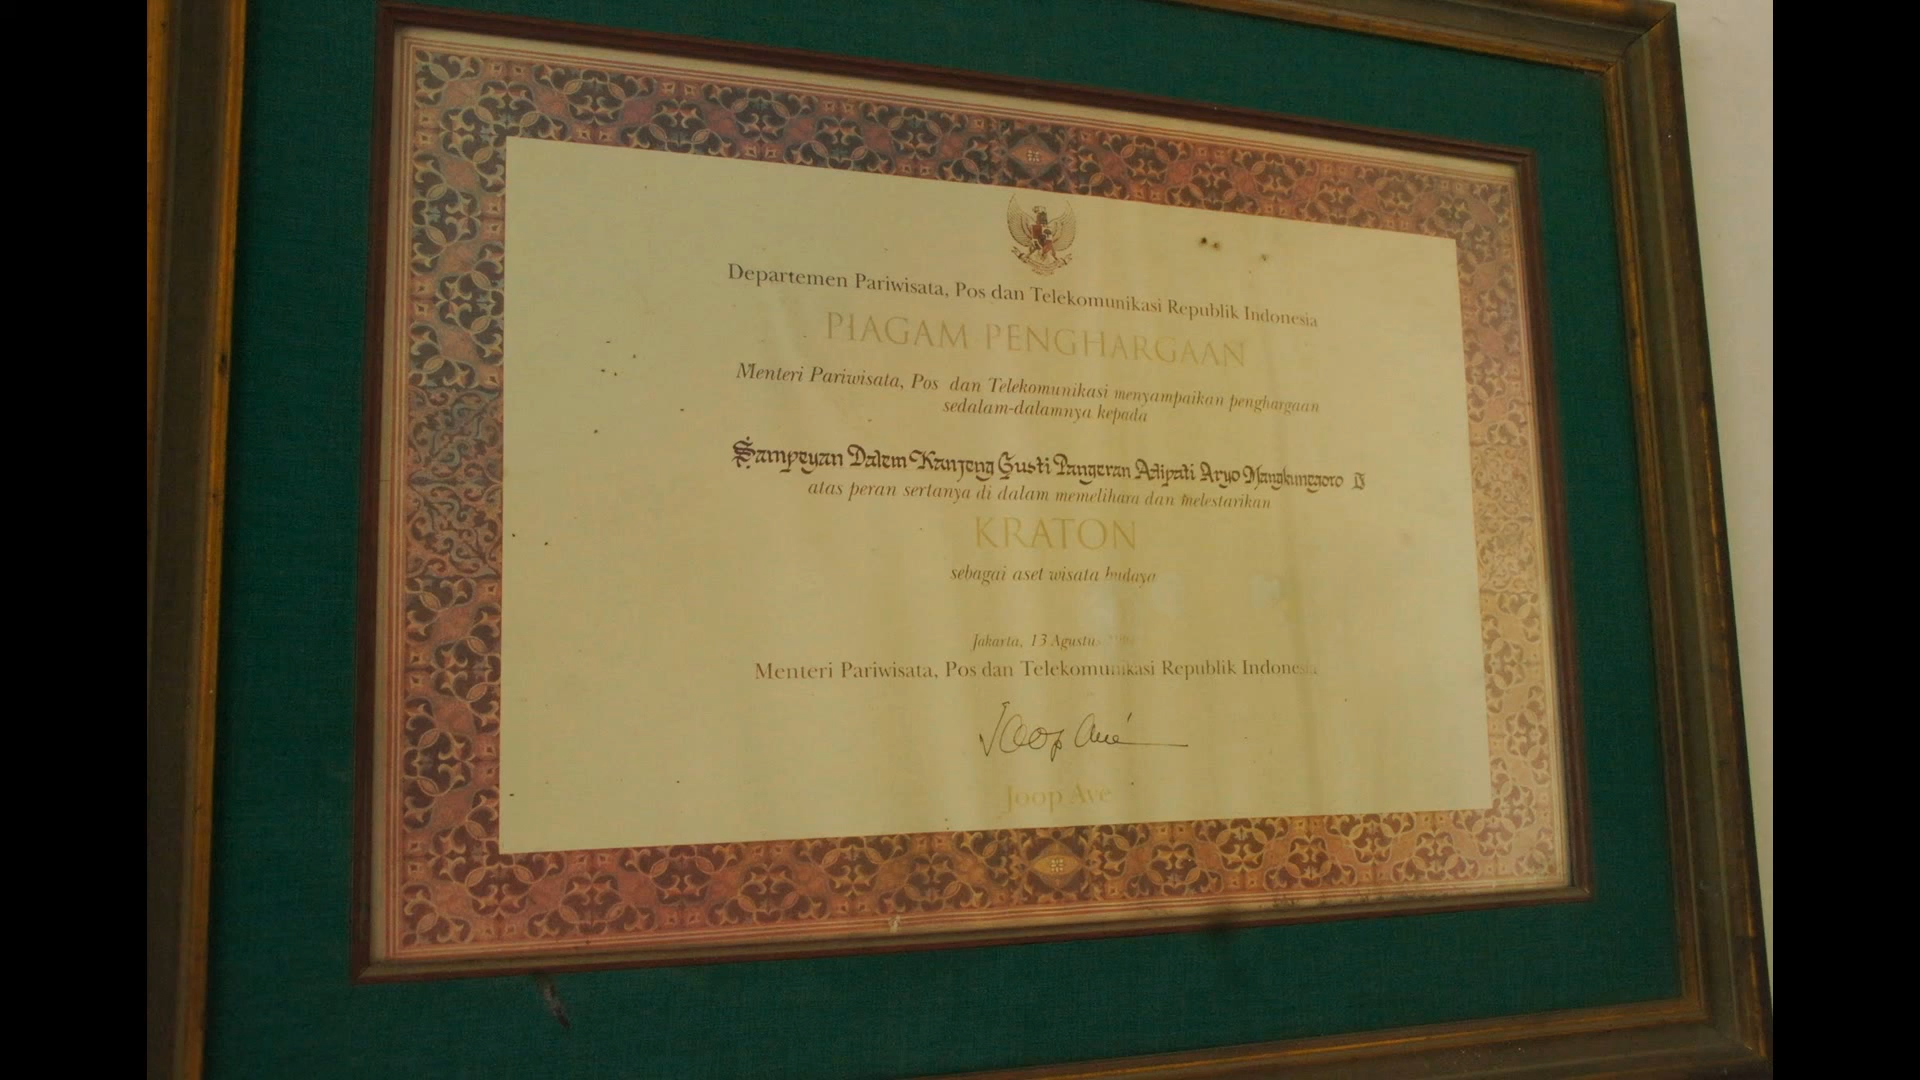 Departemen Pariwisata, Pos dan Telekomunikasi Republik Indonesia
PIAGAM PENGHARGAAN
Menteri Pariwisata, Pos dan Telekomunikasi menyampaikan penghargaan
sedalam-dalamnya kepada
Sampeyan Dalem Kanjeng Gusti Pangeran Adipati Aryo Mangkunegoro
atas peran sertanya di dalam memelihara dan melestarikan
KRATON
sebagai aset wisata budaya
Jakarta, 13 Agustus
Menteri Pariwisata, Pos dan Telekomunikasi Republik Indonesia
Joop Ave
Joop Ave